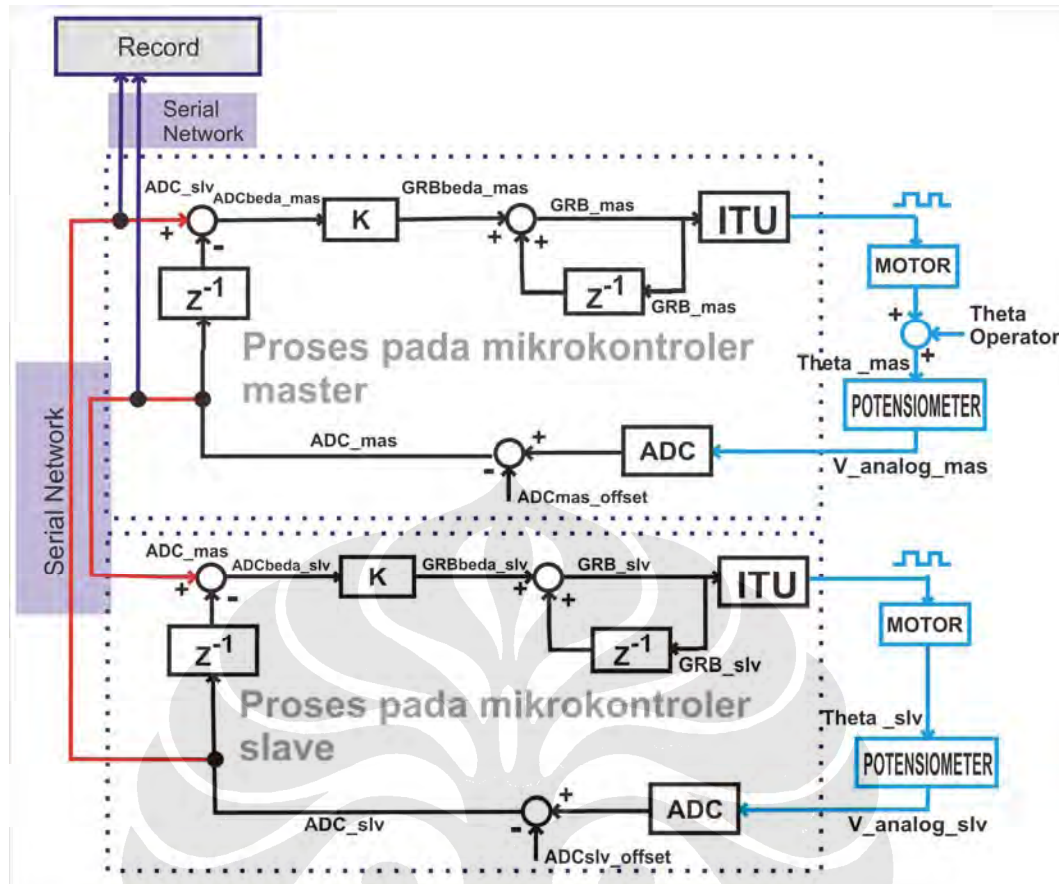 Record
Serial
Network
ADC_slv
ADCbeda_mas
K
GRBbeda_mas
GRB_mas
ITU
+
-
+
+
Z-1
Z-1
GRB_mas
MOTOR
+
Theta
Operator
+
Theta _mas
Proses pada mikrokontroler
master
POTENSIOMETER
ADC_mas
+
ADC
-
V_analog_mas
ADCmas_offset
Serial Network
ADC_mas
ADCbeda_slv
K
GRBbeda_slv
GRB_slv
ITU
+
-
+
+
Z-1
Z-1
GRB_slv
MOTOR
Proses pada mikrokontroler
slave
Theta _slv
POTENSIOMETER
ADC_slv
+
ADC
-
V_analog_slv
ADCslv_offset